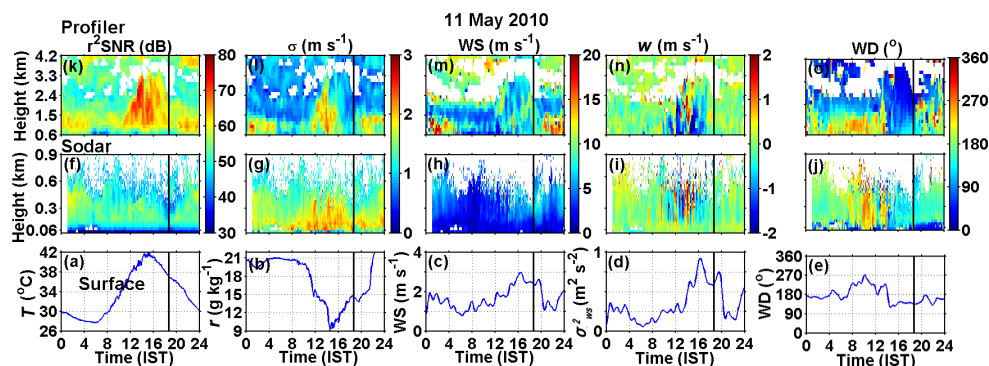 11 May 2010
Profiler
r²SNR (dB)
σ (m s⁻¹)
WS (m s⁻¹)
w (m s⁻¹)
WD (°)
Height (km)
4.2
3.3
2.4
1.5
0.6
(k)
80
75
70
65
60
(l)
3
2
1
0
(m)
20
15
10
5
0
(n)
2
1
0
-1
-2
(o)
360
270
180
90
0
Sodar
Height (km)
0.9
0.6
0.3
0.06
(f)
50
45
40
35
30
(g)
(h)
(i)
(j)
T (°C)
42
38
34
30
26
(a)
Surface
0 4 8 12 16 20 24
Time (IST)
r (g kg⁻¹)
21
18
15
12
9
(b)
0 4 8 12 16 20 24
Time (IST)
WS (m s⁻¹)
4
2
0
(c)
0 4 8 12 16 20 24
Time (IST)
σ²ws (m² s⁻²)
1
0
(d)
0 4 8 12 16 20 24
Time (IST)
WD (°)
360
270
180
90
0
(e)
0 4 8 12 16 20 24
Time (IST)